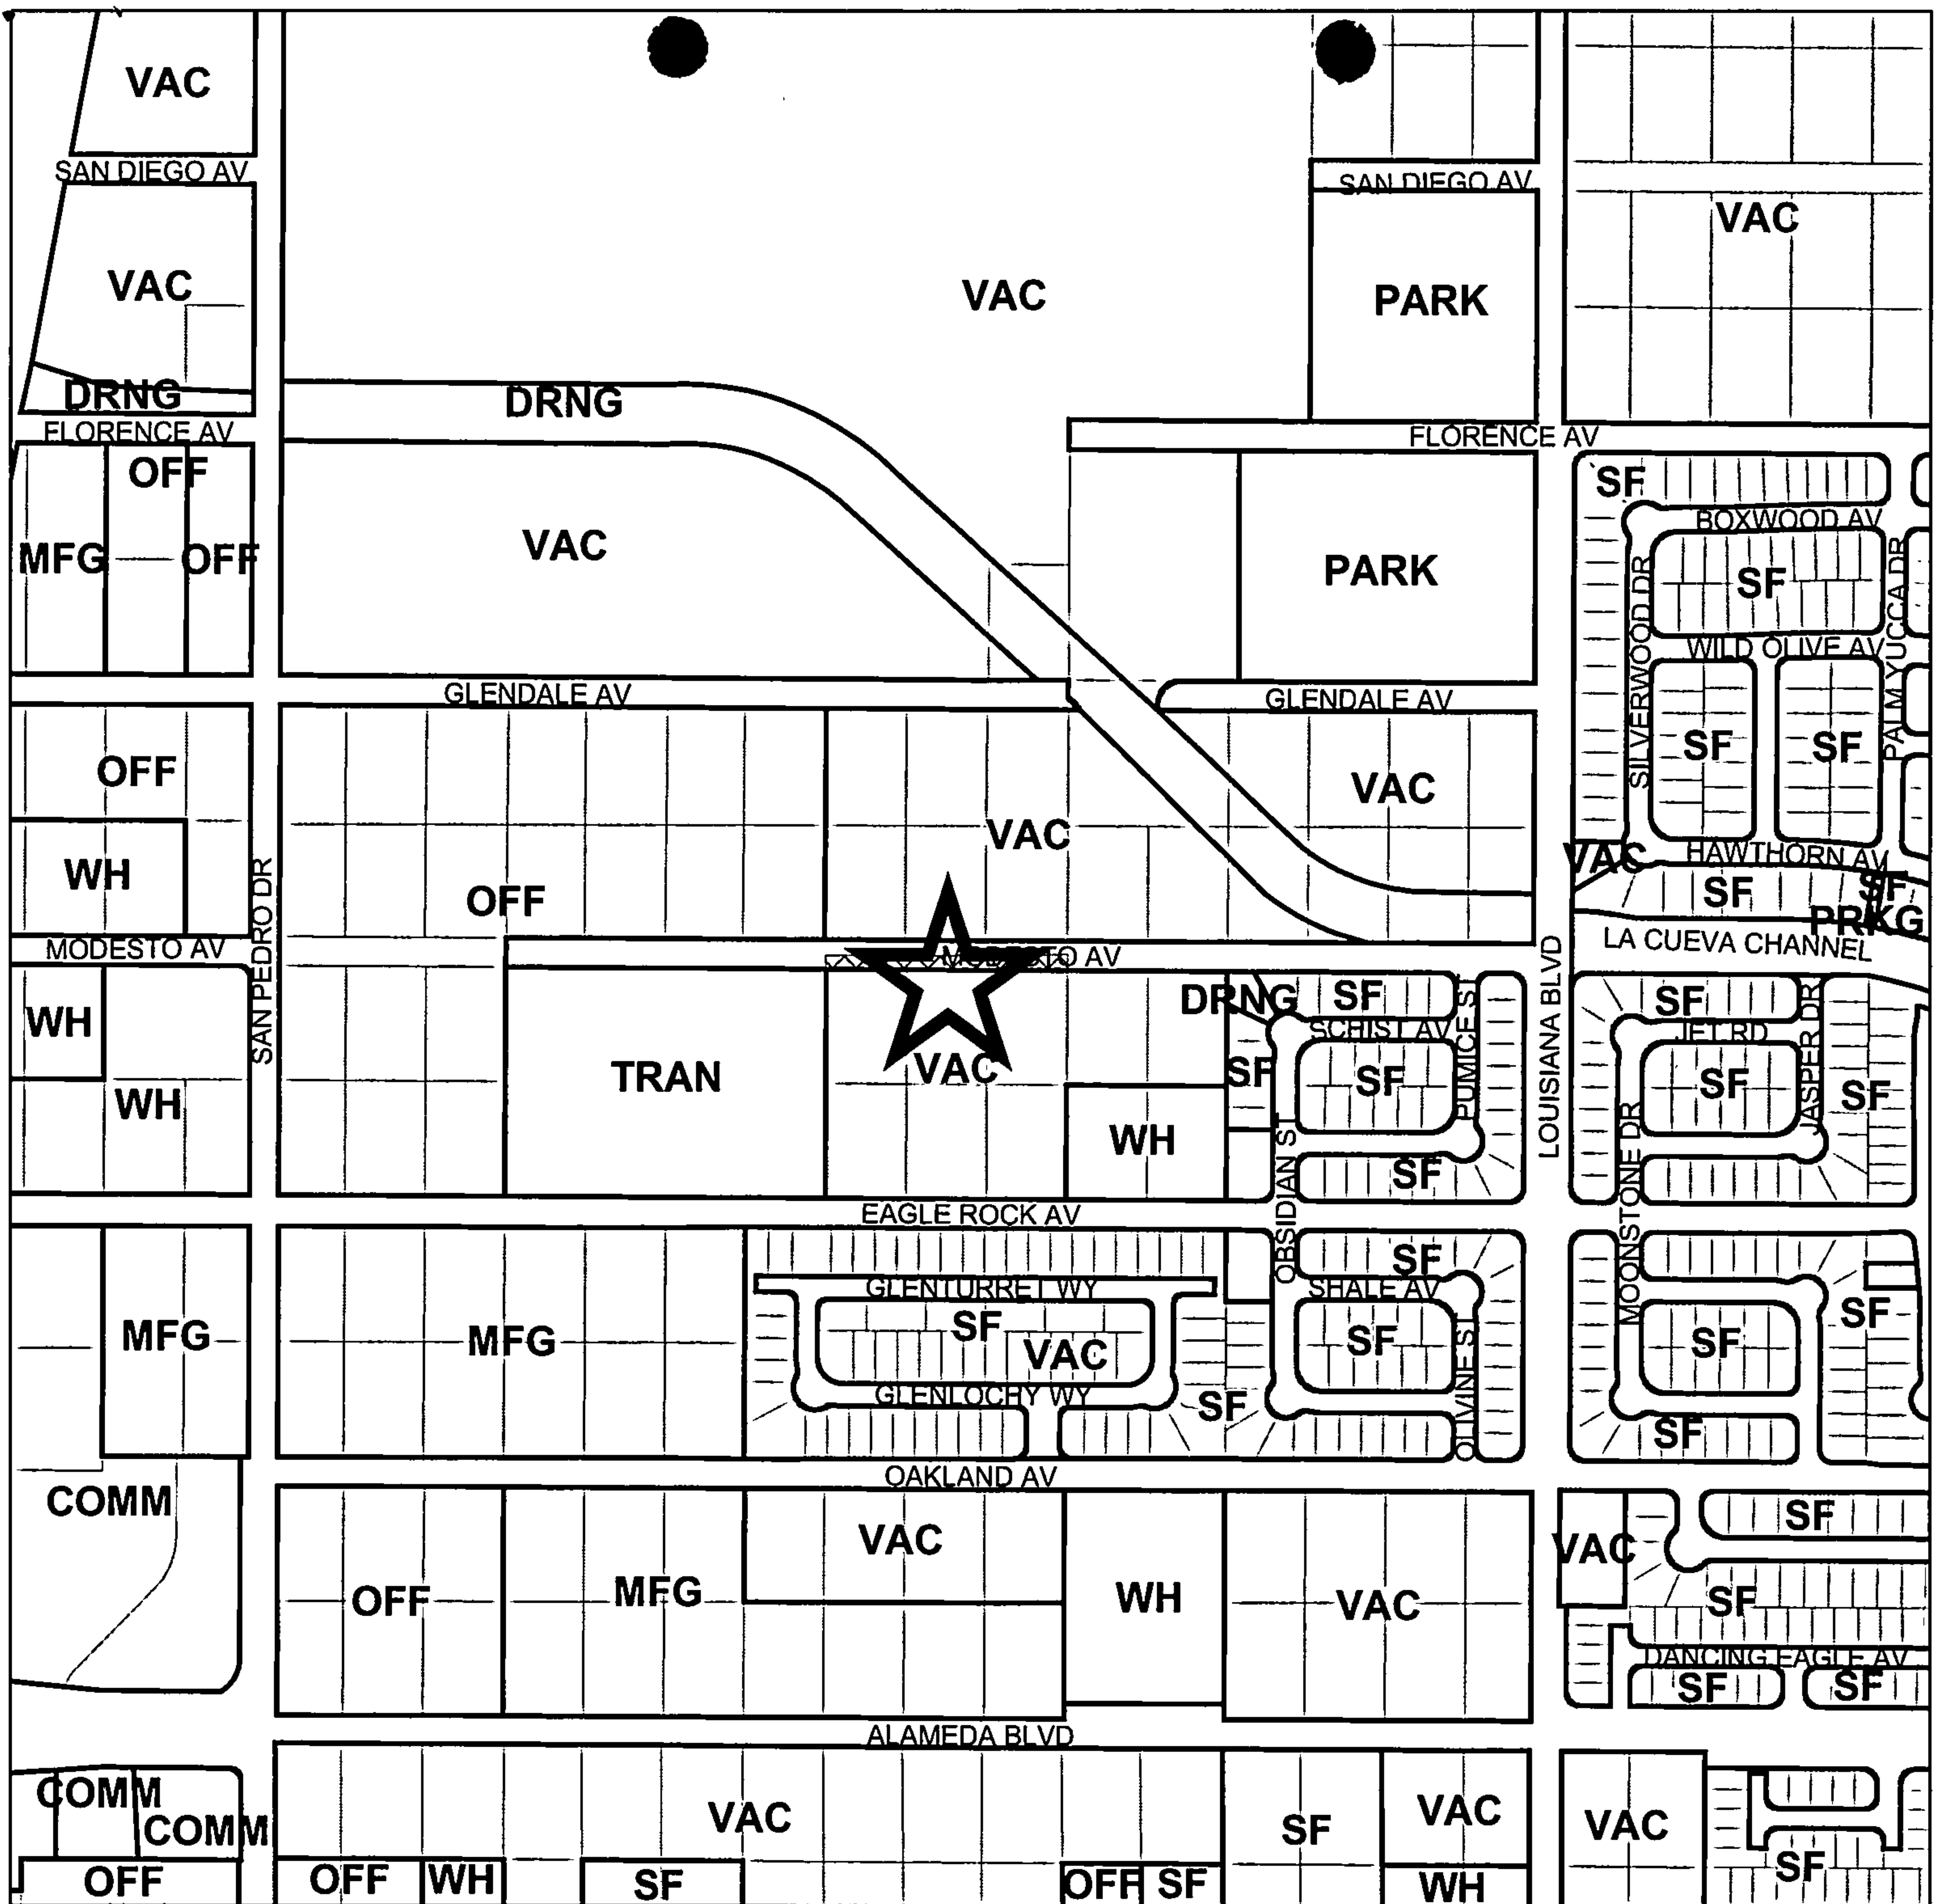 VAC
SAN DIEGO AV
SAN DIEGO AV
VAC
VAC
VAC
PARK
DRNG
DRNG
FLORENCE AV
FLORENCE AV
OFF
SF
BOXWOOD AV
MFG
OFF
VAC
PARK
SF
SILVERWOOD DR
PALM YUCCA DR
WILD OLIVE AV
GLENDALE AV
GLENDALE AV
SF
SF
OFF
VAC
VAC
HAWTHORN AV
VAC
WH
OFF
SF
SF
PRKG
SAN PEDRO DR
MODESTO AV
MODESTO AV
LA CUEVA CHANNEL
LOUISIANA BLVD
WH
DRNG
SF
PUMICE ST
SF
JASPER DR
SCHIST AV
JET RD
TRAN
VAC
SF
SF
SF
SF
WH
WH
OBSIDIAN ST
SF
MOONSTONE DR
EAGLE ROCK AV
SF
GLENTURRET WY
SHALE AV
MFG
MFG
SF
VAC
SF
OLIVINE ST
SF
SF
GLENLOCHY WY
SF
SF
OAKLAND AV
COMM
VAC
SF
VAC
OFF
MFG
WH
VAC
SF
DANCING EAGLE AV
SF
SF
ALAMEDA BLVD
COMM
COMM
VAC
SF
VAC
VAC
OFF
OFF
WH
SF
OFF
SF
WH
SF